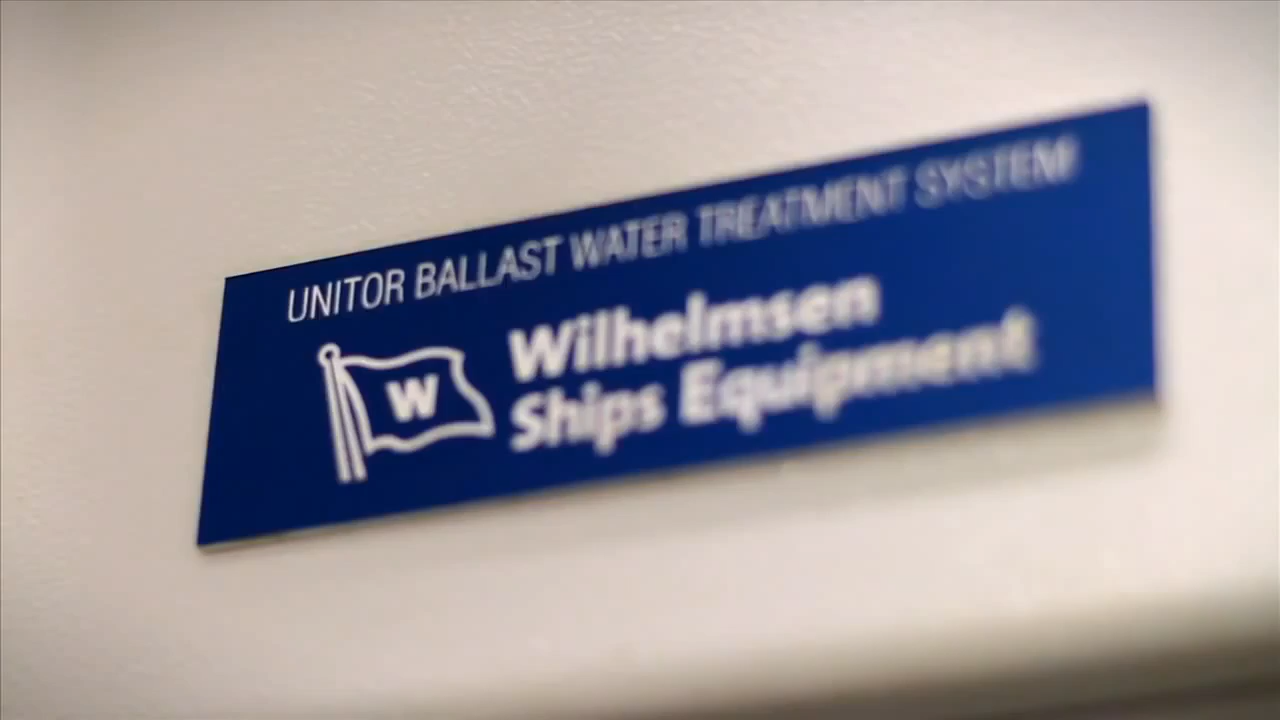 UNITOR BALLAST WATER TREATMENT SYSTEM
W
Wilhelmsen
Ships Equipment